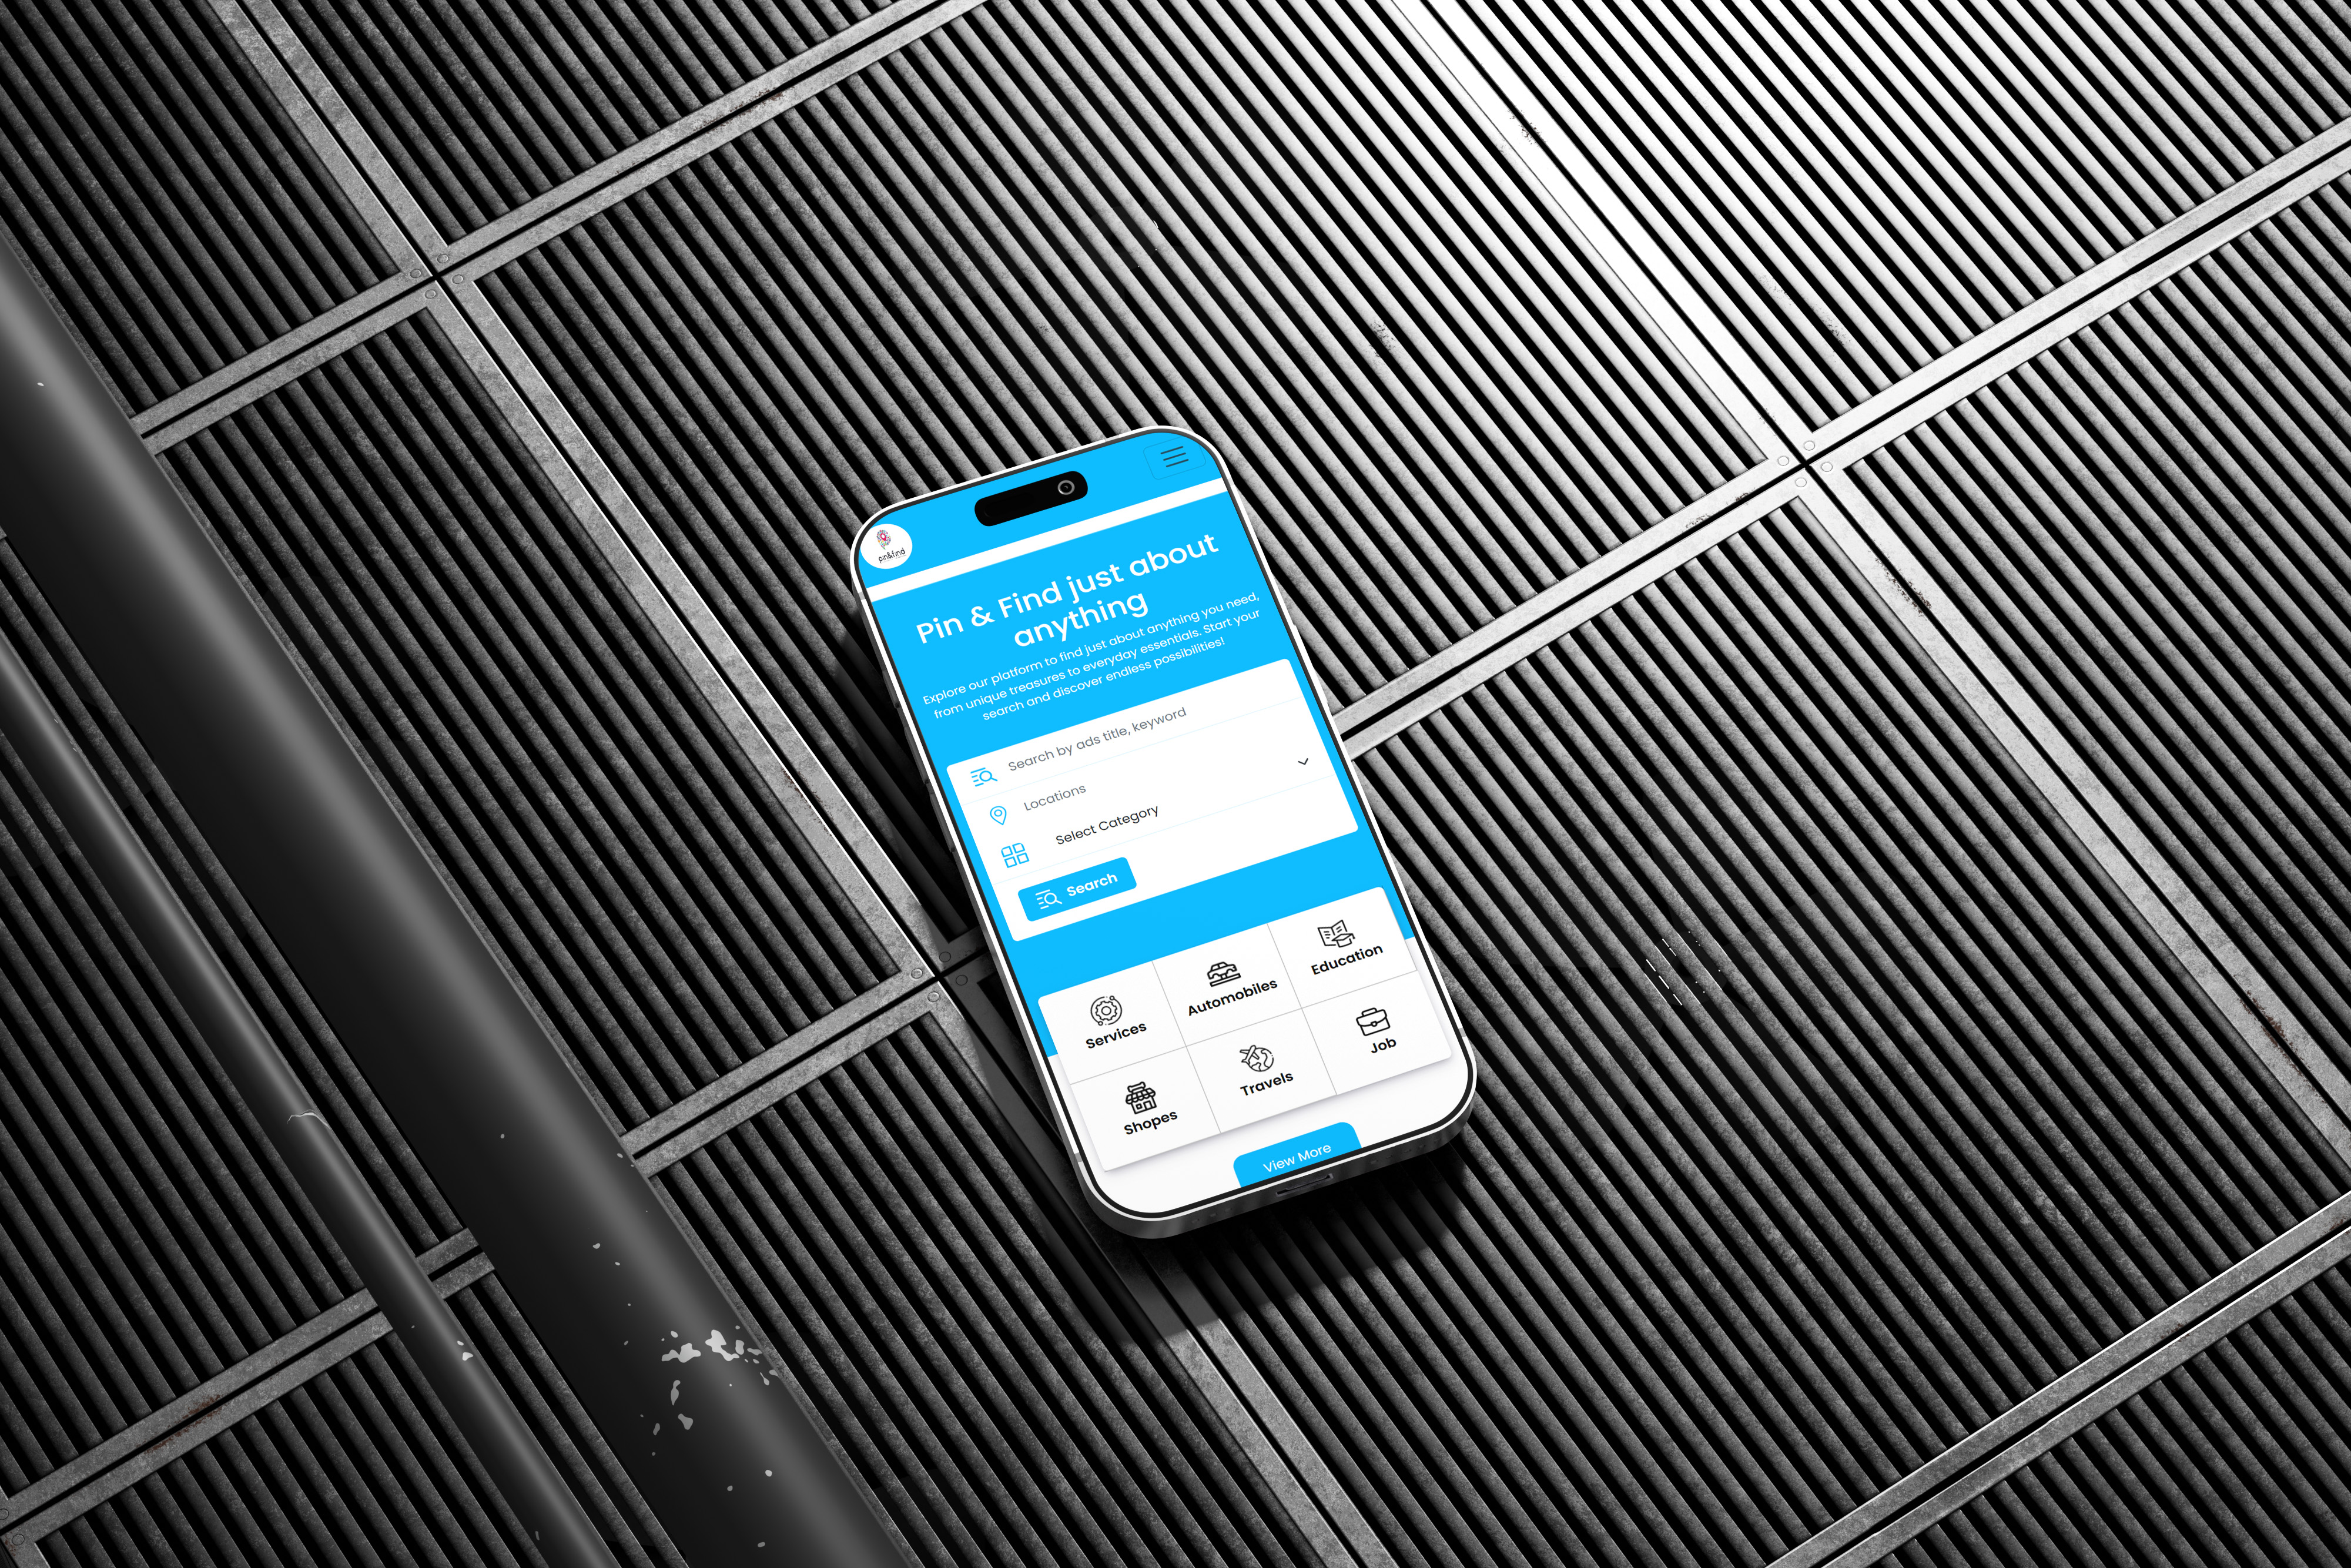 pin&find
Pin & Find just about
anything
Explore our platform to find just about anything you need,
from unique treasures to everyday essentials. Start your
search and discover endless possibilities!
Search by ads title, keyword
Locations
Select Category
Search
Services
Automobiles
Education
Shopes
Travels
Job
View More